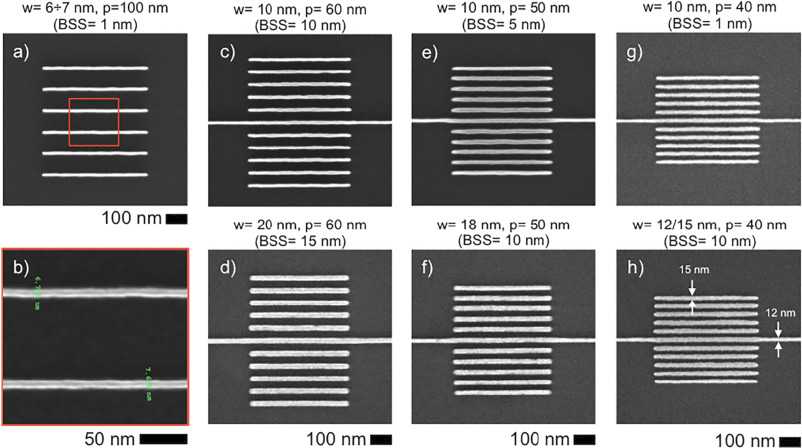 w= 6÷7 nm, p=100 nm
(BSS= 1 nm)
a)
100 nm
b)
50 nm
w= 10 nm, p= 60 nm
(BSS= 10 nm)
c)
w= 20 nm, p= 60 nm
(BSS= 15 nm)
d)
100 nm
w= 10 nm, p= 50 nm
(BSS= 5 nm)
e)
w= 18 nm, p= 50 nm
(BSS= 10 nm)
f)
100 nm
w= 10 nm, p= 40 nm
(BSS= 1 nm)
g)
w= 12/15 nm, p= 40 nm
(BSS= 10 nm)
h)
15 nm
12 nm
100 nm